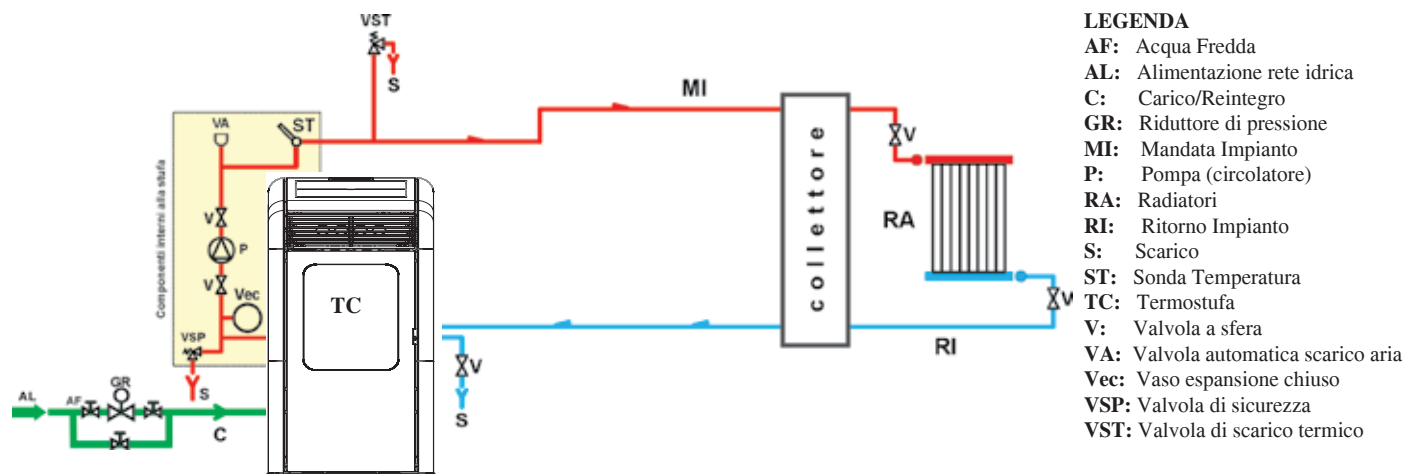 VST
S
MI
VA
ST
Componenti interni alla stufa
V
P
V
Vec
VSP
S
TC
collettore
V
RA
V
RI
V
S
AL
AF
GR
C
LEGENDA
AF: Acqua Fredda
AL: Alimentazione rete idrica
C: Carico/Reintegro
GR: Riduttore di pressione
MI: Mandata Impianto
P: Pompa (circolatore)
RA: Radiatori
RI: Ritorno Impianto
S: Scarico
ST: Sonda Temperatura
TC: Termostufa
V: Valvola a sfera
VA: Valvola automatica scarico aria
Vec: Vaso espansione chiuso
VSP: Valvola di sicurezza
VST: Valvola di scarico termico